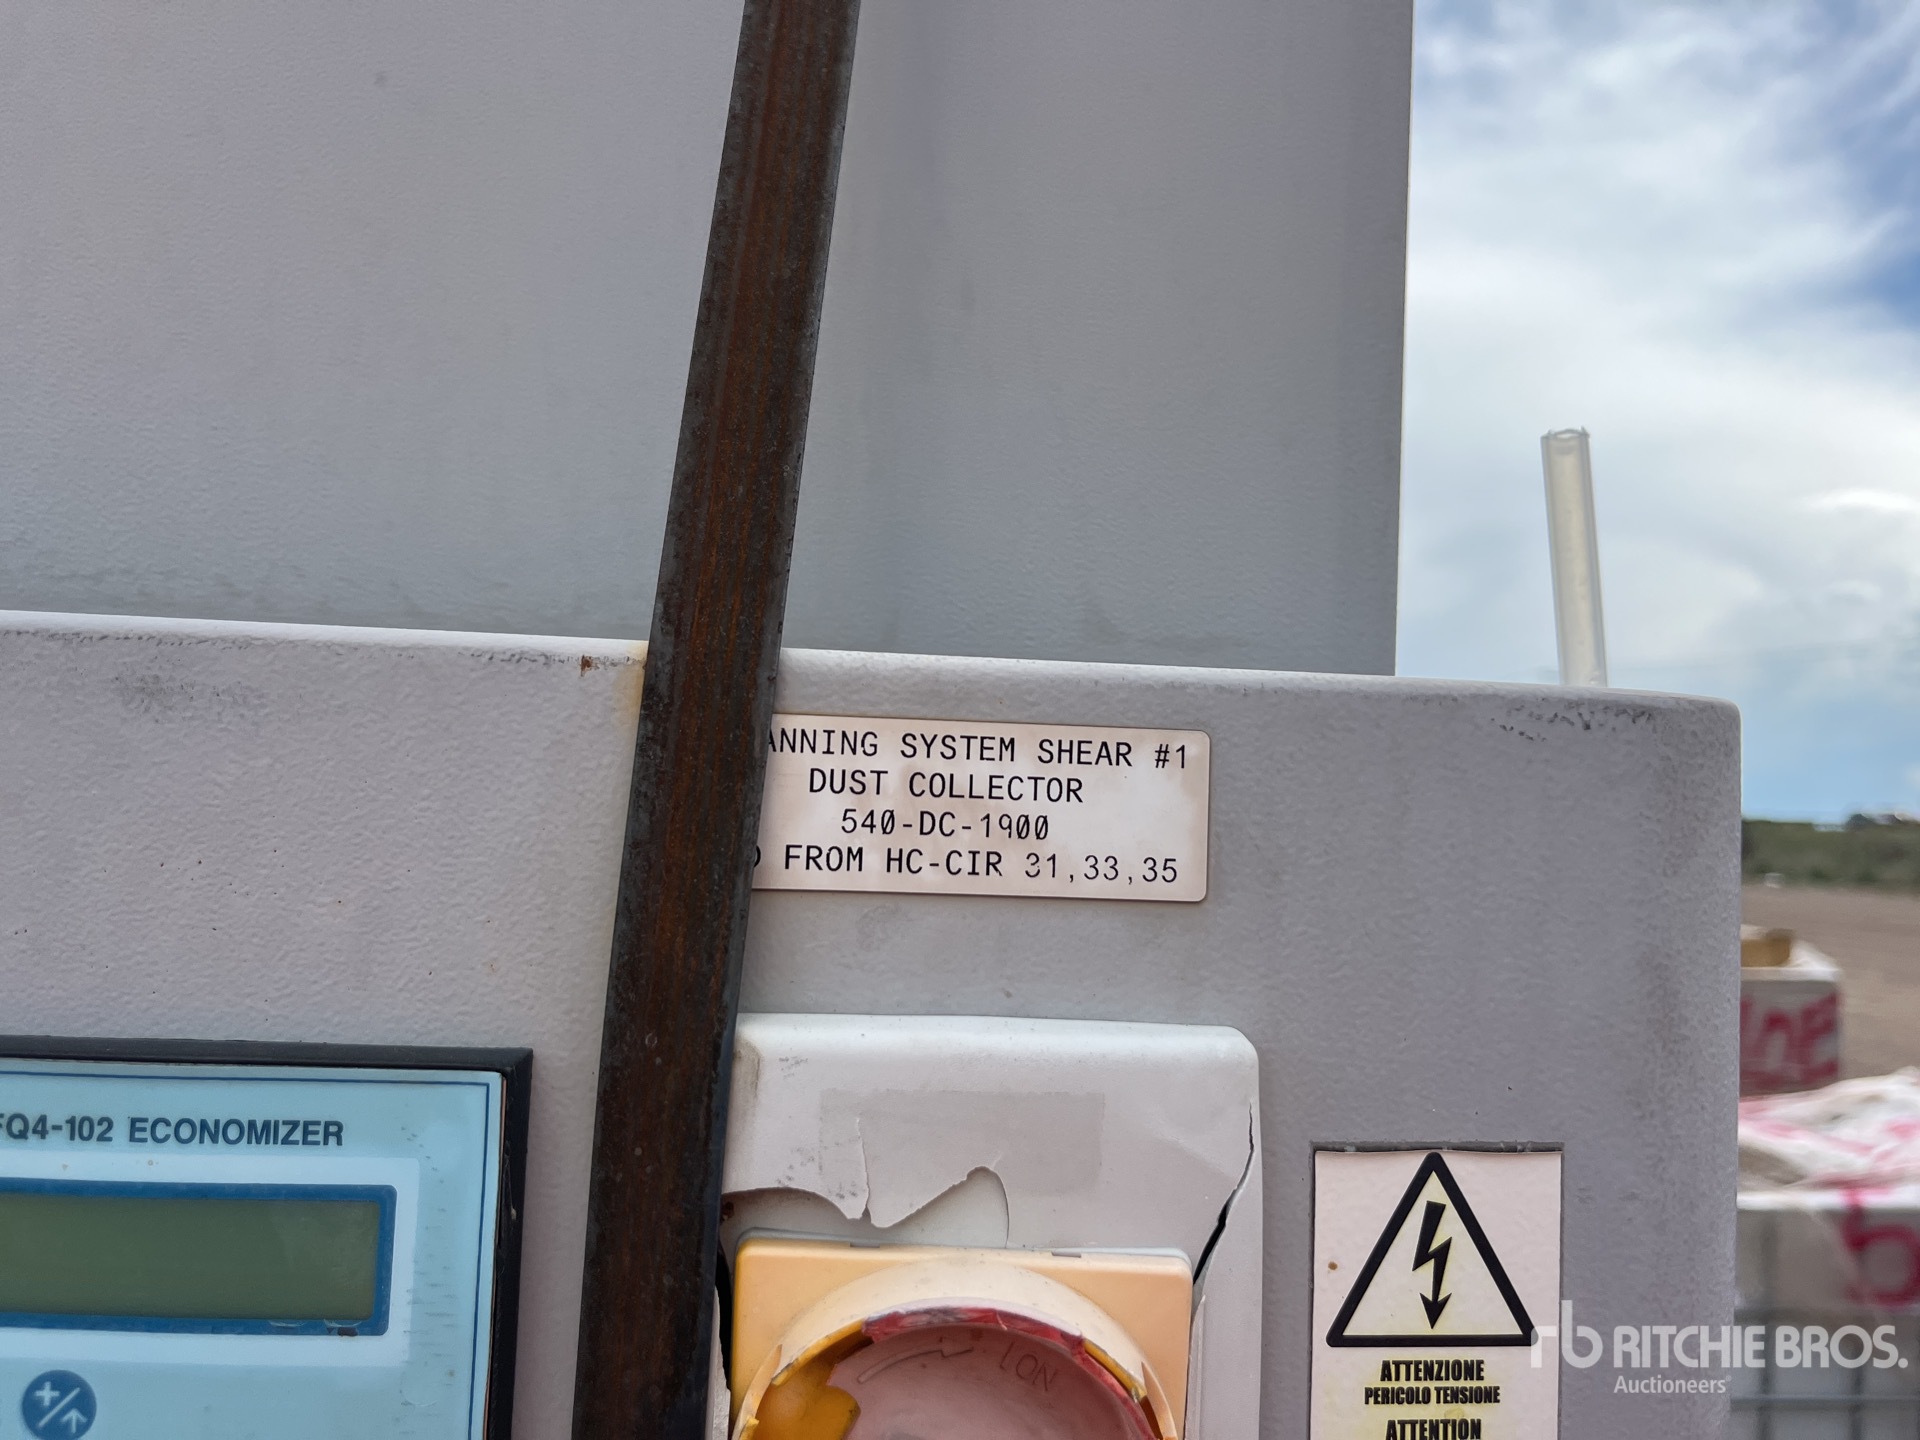 ANNING SYSTEM SHEAR #1
DUST COLLECTOR
540-DC-1900
FROM HC-CIR 31,33,35
FQ4-102 ECONOMIZER
ON
ATTENZIONE
PERICOLO TENSIONE
ATTENTION
RITCHIE BROS.
Auctioneers